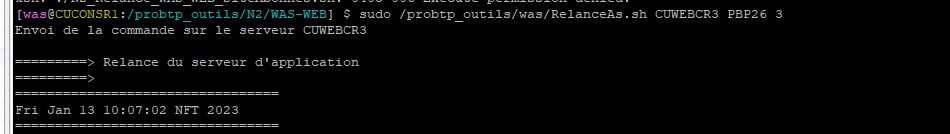 [was@CUCONSR1:/probtp_outils/N2/WAS-WEB] $ sudo /probtp_outils/was/RelanceAs.sh CUWEBCR3 PBP26 3
Envoi de la commande sur le serveur CUWEBCR3
=========> Relance du serveur d'application
=========>
================================
Fri Jan 13 10:07:02 NFT 2023
================================